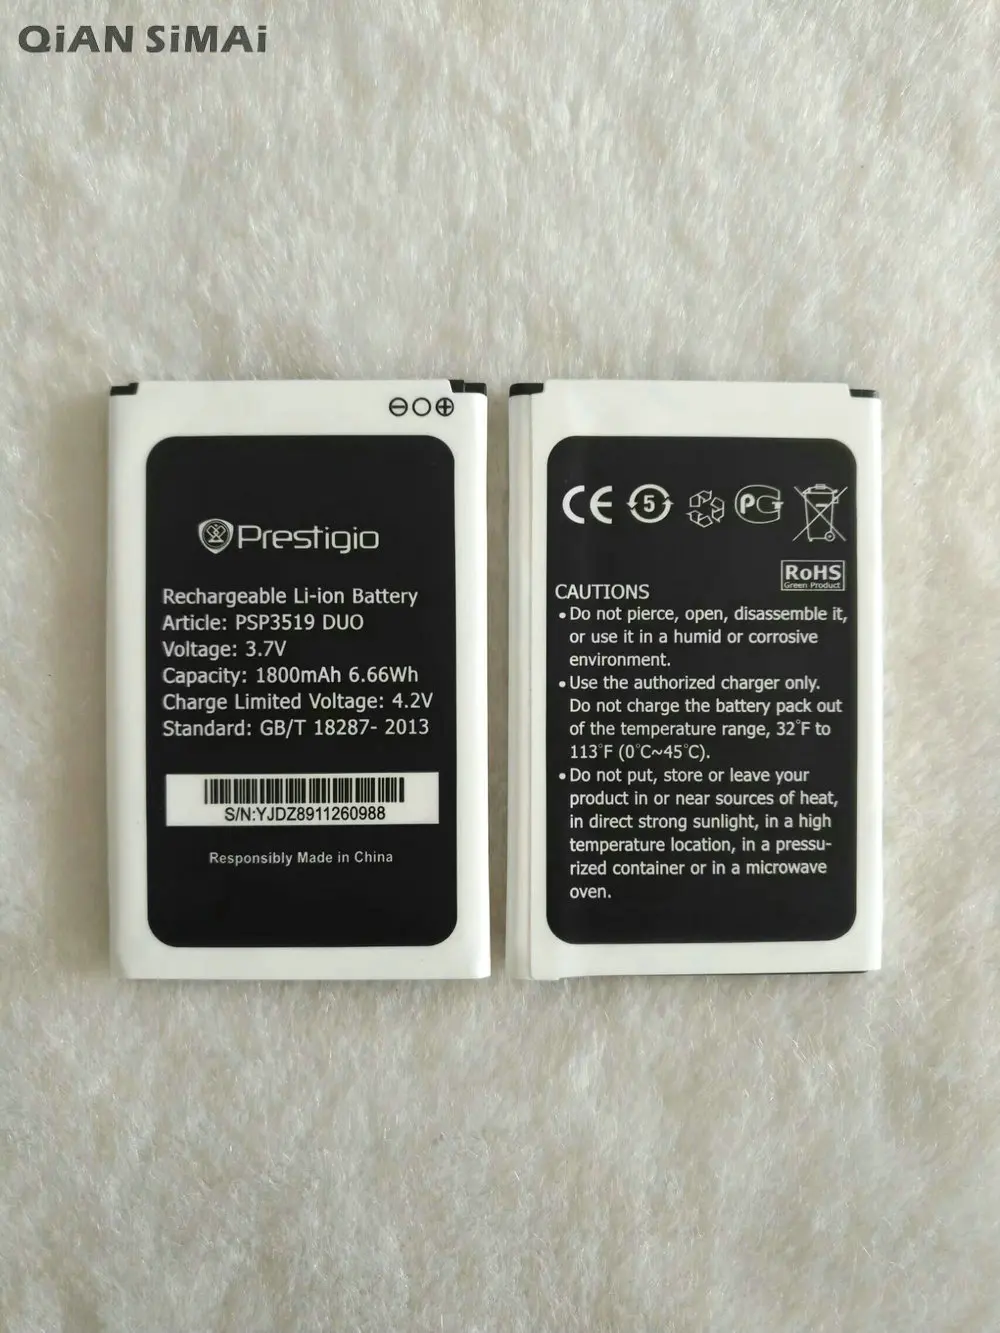 QiAN SiMAi
Prestigio
Rechargeable Li-ion Battery
Article: PSP3519 DUO
Voltage: 3.7V
Capacity: 1800mAh 6.66Wh
Charge Limited Voltage: 4.2V
Standard: GB/T 18287- 2013
S/N:YJDZ8911260988
Responsibly Made in China
CE 5 PG
RoHS
Green Product
CAUTIONS
• Do not pierce, open, disassemble it,
or use it in a humid or corrosive
environment.
• Use the authorized charger only.
Do not charge the battery pack out
of the temperature range, 32°F to
113°F (0°C~45°C).
• Do not put, store or leave your
product in or near sources of heat,
in direct strong sunlight, in a high
temperature location, in a pressu-
rized container or in a microwave
oven.